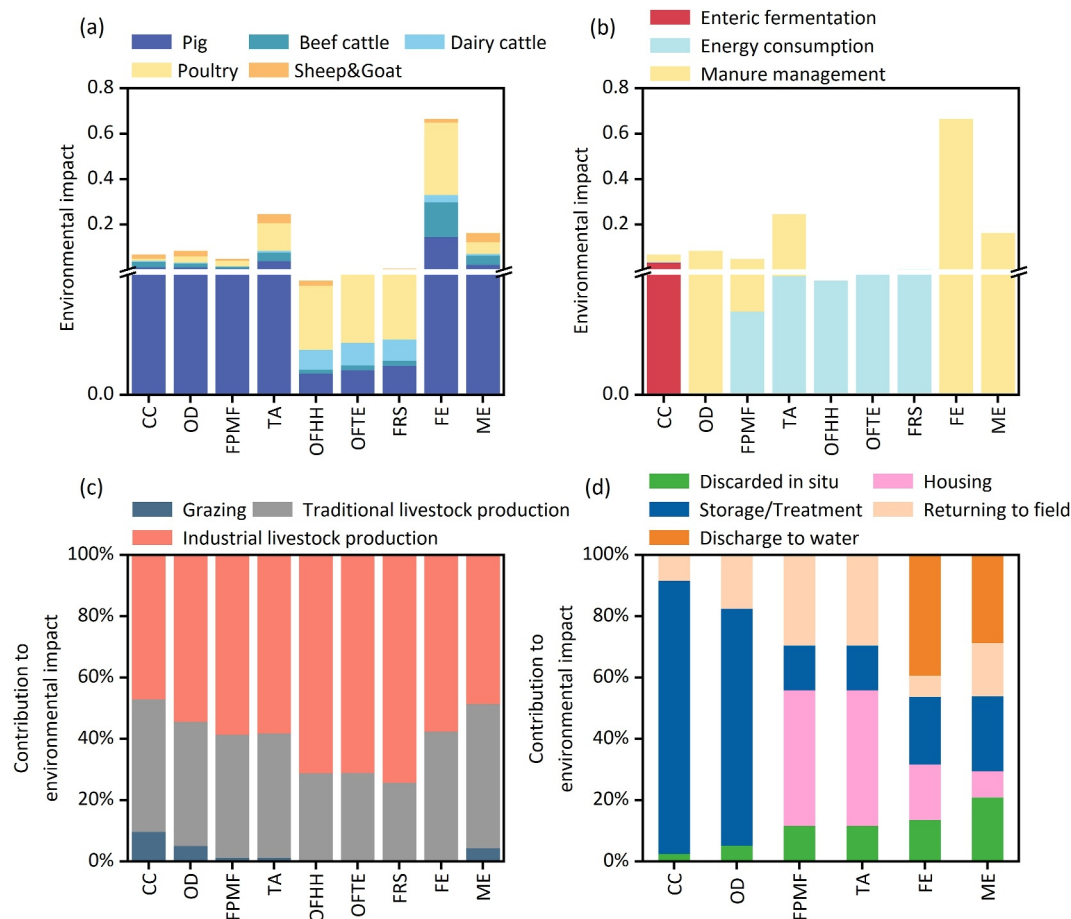 (a)
Pig Beef cattle Dairy cattle
Poultry Sheep&Goat
Environmental impact
0.8
0.6
0.4
0.2
0.0
CC OD FPMF TA OFHH OFTE FRS FE ME
(b)
Enteric fermentation
Energy consumption
Manure management
Environmental impact
0.8
0.6
0.4
0.2
0.0
CC OD FPMF TA OFHH OFTE FRS FE ME
(c)
Grazing Traditional livestock production
Industrial livestock production
Contribution to
environmental impact
100%
80%
60%
40%
20%
0%
CC OD FPMF TA OFHH OFTE FRS FE ME
(d)
Discarded in situ Housing
Storage/Treatment Returning to field
Discharge to water
Contribution to
environmental impact
100%
80%
60%
40%
20%
0%
CC OD FPMF TA FE ME